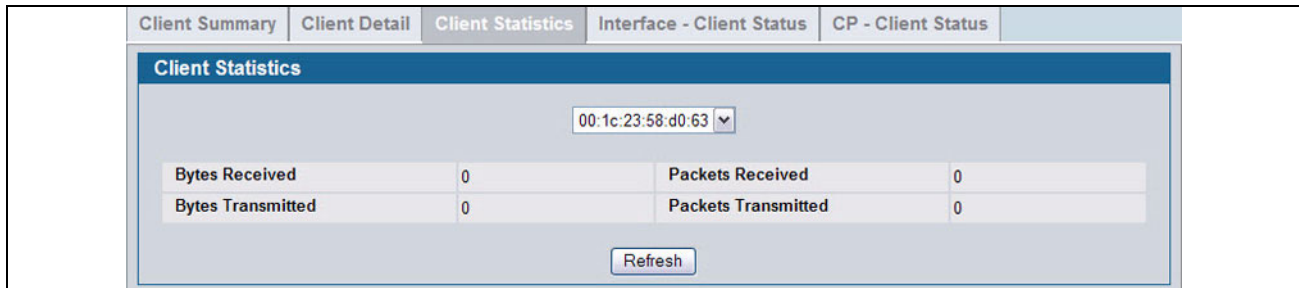 Client Summary Client Detail Client Statistics Interface - Client Status CP - Client Status
Client Statistics
00:1c:23:58:d0:63
Bytes Received 0 Packets Received 0
Bytes Transmitted 0 Packets Transmitted 0
Refresh